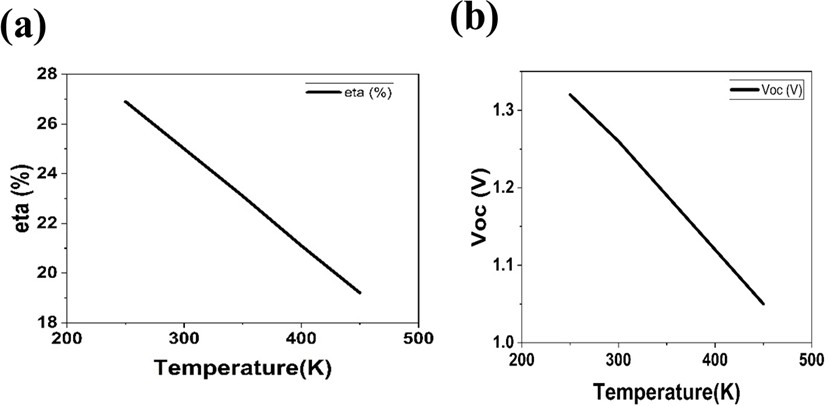 (a)
eta (%)
28
26
24
22
20
18
eta (%)
200
300
400
500
Temperature(K)
(b)
Voc (V)
1.3
1.2
1.1
1.0
Voc (V)
200
300
400
500
Temperature(K)